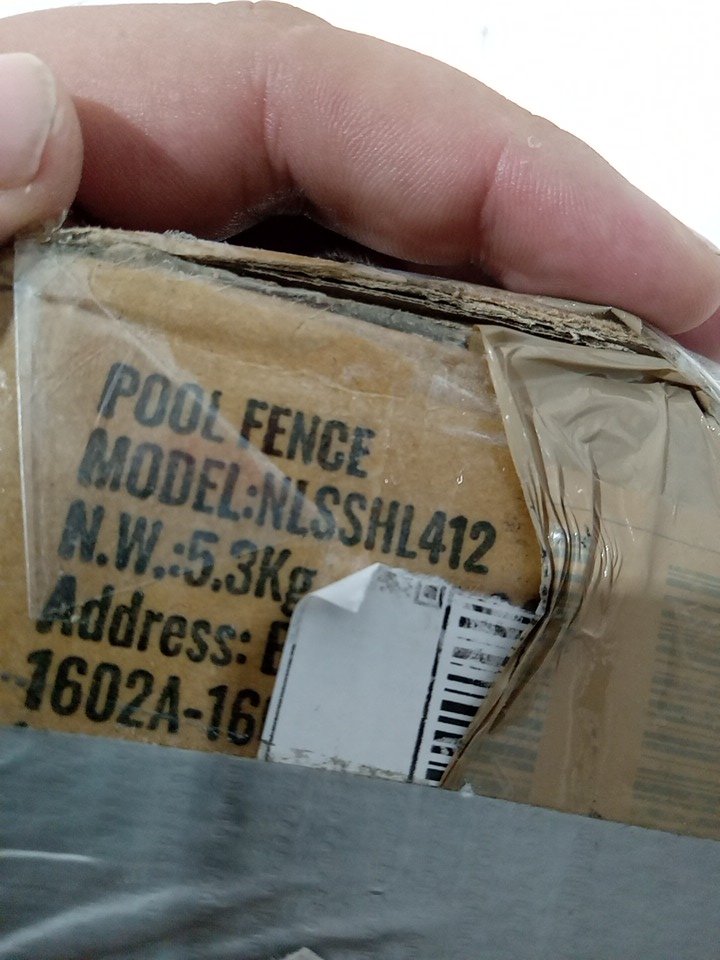 POOL FENCE
MODEL:NLSSHL412
N.W.:5.3Kg
Address:
1602A-16